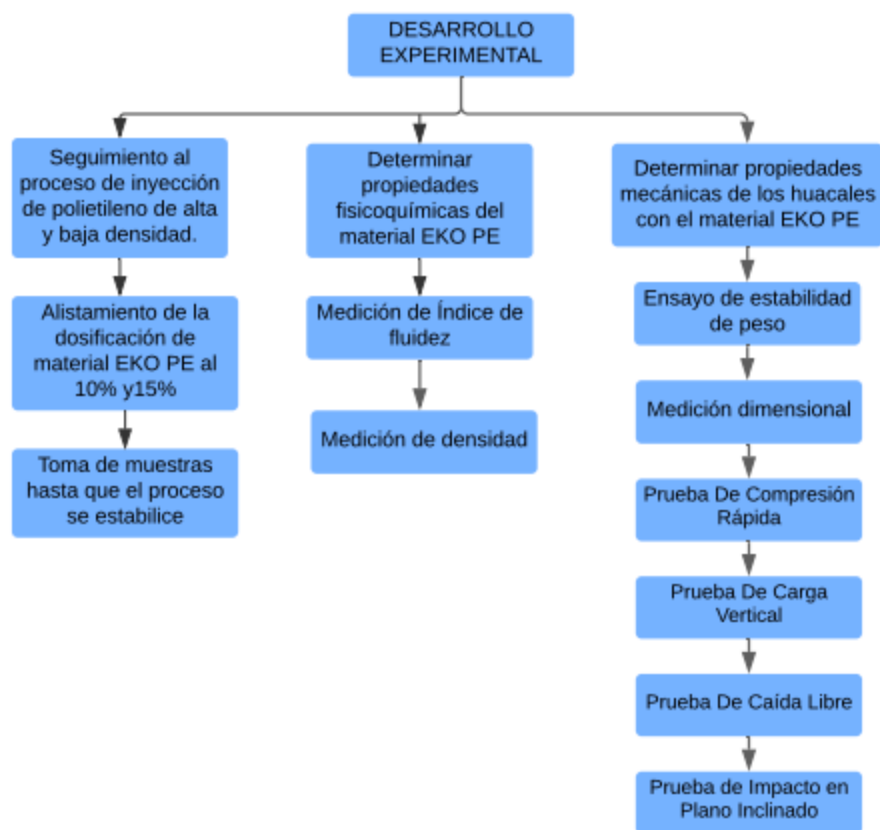 DESARROLLO
EXPERIMENTAL
Seguimiento al
proceso de inyección
de polietileno de alta
y baja densidad.
Alistamiento de la
dosificación de
material EKO PE al
10% y15%
Toma de muestras
hasta que el proceso
se estabilice
Determinar
propiedades
fisicoquímicas del
material EKO PE
Medición de Índice de
fluidez
Medición de densidad
Determinar propiedades
mecánicas de los huacales
con el material EKO PE
Ensayo de estabilidad
de peso
Medición dimensional
Prueba De Compresión
Rápida
Prueba De Carga
Vertical
Prueba De Caída Libre
Prueba de Impacto en
Plano Inclinado